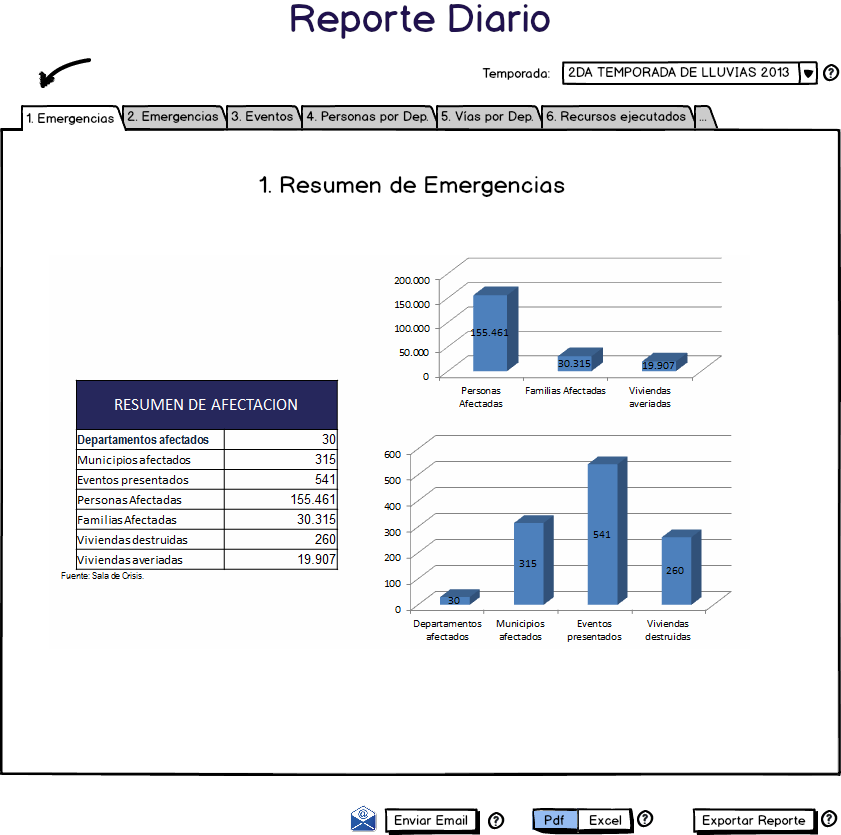 Reporte Diario
Temporada: 2DA TEMPORADA DE LLUVIAS 2013 ?
1. Emergencias 2. Emergencias 3. Eventos 4. Personas por Dep. 5. Vías por Dep. 6. Recursos ejecutados ...
1. Resumen de Emergencias
200.000
150.000
100.000
50.000
0
155.461
30.315
19.907
Personas
Afectadas
Familias Afectadas
Viviendas
averiadas
RESUMEN DE AFECTACION
Departamentos afectados 30
Municipios afectados 315
Eventos presentados 541
Personas Afectadas 155.461
Familias Afectadas 30.315
Viviendas destruidas 260
Viviendas averiadas 19.907
Fuente: Sala de Crisis.
600
500
400
300
200
100
0
30
315
541
260
Departamentos
afectados
Municipios
afectados
Eventos
presentados
Viviendas
destruidas
@ Enviar Email ? Pdf Excel ? Exportar Reporte ?